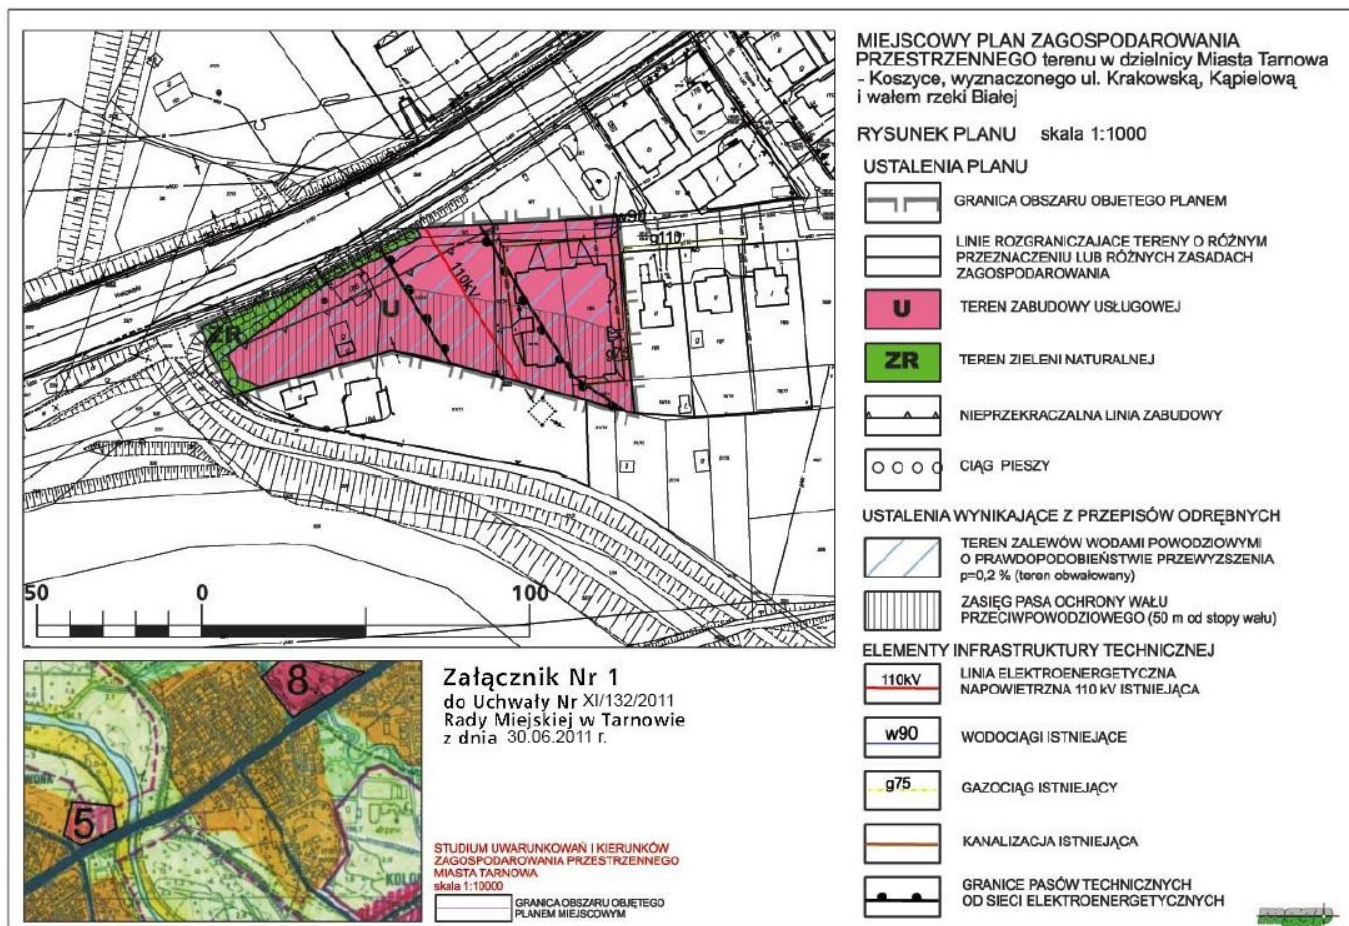 MIEJSCOWY PLAN ZAGOSPODAROWANIA
PRZESTRZENNEGO terenu w dzielnicy Miasta Tarnowa
- Koszyce, wyznaczonego ul. Krakowską, Kąpielową
i wałem rzeki Białej
RYSUNEK PLANU skala 1:1000
USTALENIA PLANU
GRANICA OBSZARU OBJETEGO PLANEM
LINIE ROZGRANICZAJACE TERENY O RÓŻNYM
PRZEZNACZENIU LUB RÓŻNYCH ZASADACH
ZAGOSPODAROWANIA
U
TEREN ZABUDOWY USŁUGOWEJ
ZR
TEREN ZIELENI NATURALNEJ
NIEPRZEKRACZALNA LINIA ZABUDOWY
CIĄG PIESZY
USTALENIA WYNIKAJĄCE Z PRZEPISÓW ODRĘBNYCH
TEREN ZALEWÓW WODAMI POWODZIOWYMI
O PRAWDOPODOBIEŃSTWIE PRZEWYZSZENIA
p=0,2 % (teren obwałowany)
ZASIĘG PASA OCHRONY WAŁU
PRZECIWPOWODZIOWEGO (50 m od stopy wału)
ELEMENTY INFRASTRUKTURY TECHNICZNEJ
110kV
LINIA ELEKTROENERGETYCZNA
NAPOWIETRZNA 110 kV ISTNIEJĄCA
w90
WODOCIĄGI ISTNIEJĄCE
g75
GAZOCIĄG ISTNIEJĄCY
KANALIZACJA ISTNIEJĄCA
GRANICE PASÓW TECHNICZNYCH
OD SIECI ELEKTROENERGETYCZNYCH
w90
g110
110kV
U
ZR
g75
50 0 100
8
5
Załącznik Nr 1
do Uchwały Nr XI/132/2011
Rady Miejskiej w Tarnowie
z dnia 30.06.2011 r.
STUDIUM UWARUNKOWAŃ I KIERUNKÓW
ZAGOSPODAROWANIA PRZESTRZENNEGO
MIASTA TARNOWA
skala 1:10000
GRANICA OBSZARU OBJĘTEGO
PLANEM MIEJSCOWYM